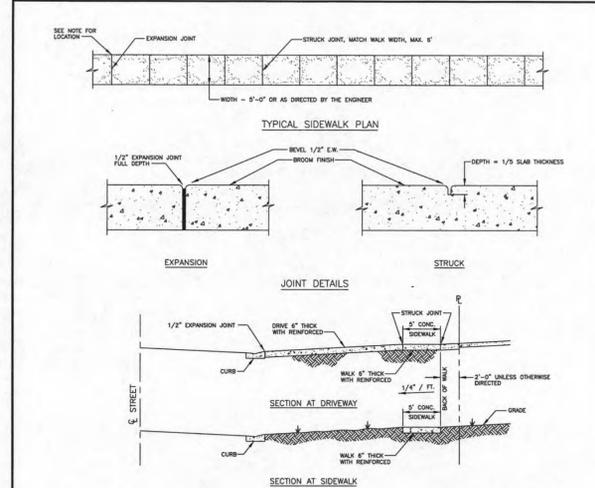 SEE NOTE FOR
LOCATION
EXPANSION JOINT
STRUCK JOINT, MATCH WALK WIDTH, MAX. 6'
WIDTH - 5'-0" OR AS DIRECTED BY THE ENGINEER
TYPICAL SIDEWALK PLAN
1/2" EXPANSION JOINT
FULL DEPTH
BEVEL 1/2" E.W.
BROOM FINISH
DEPTH = 1/5 SLAB THICKNESS
EXPANSION
STRUCK
JOINT DETAILS
1/2" EXPANSION JOINT
DRIVE 6" THICK
WITH REINFORCED
STRUCK JOINT
5' CONC.
SIDEWALK
CURB
WALK 6" THICK
WITH REINFORCED
1/4" / FT.
BACK OF WALK
2'-0" UNLESS OTHERWISE
DIRECTED
℄ STREET
SECTION AT DRIVEWAY
5' CONC.
SIDEWALK
GRADE
CURB
WALK 6" THICK
WITH REINFORCED
SECTION AT SIDEWALK